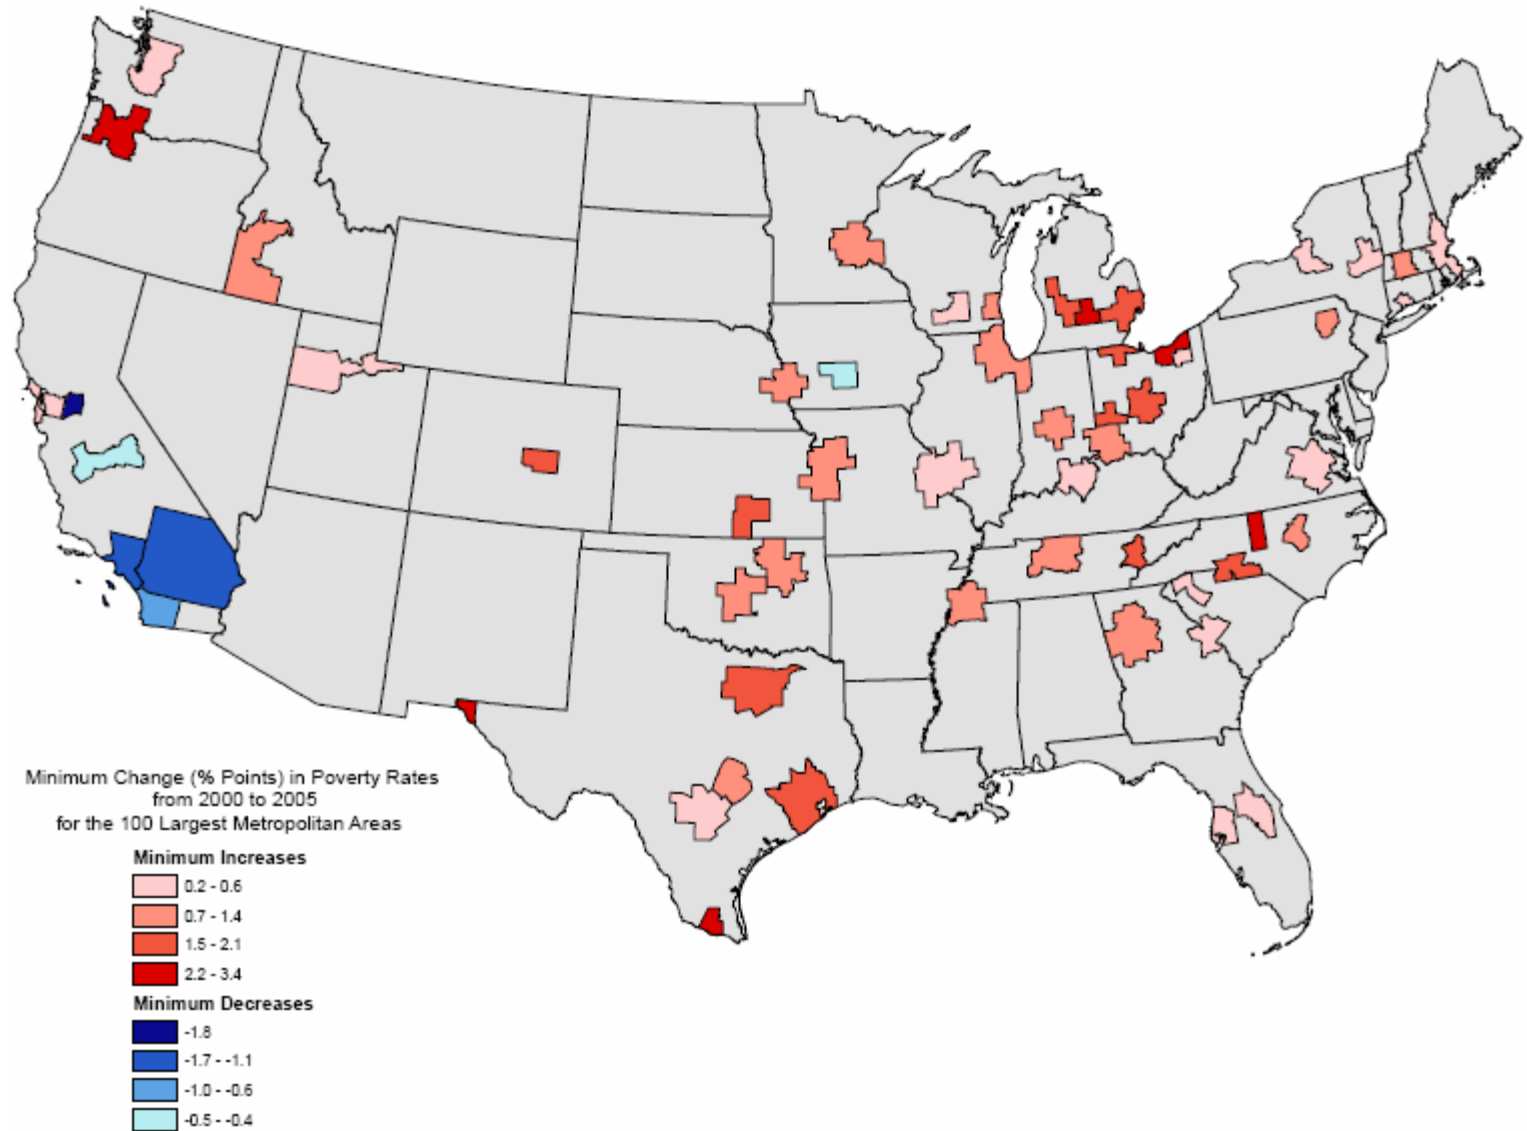 Minimum Change (% Points) in Poverty Rates
from 2000 to 2005
for the 100 Largest Metropolitan Areas
Minimum Increases
0.2 - 0.6
0.7 - 1.4
1.5 - 2.1
2.2 - 3.4
Minimum Decreases
-1.8
-1.7 - -1.1
-1.0 - -0.6
-0.5 - -0.4